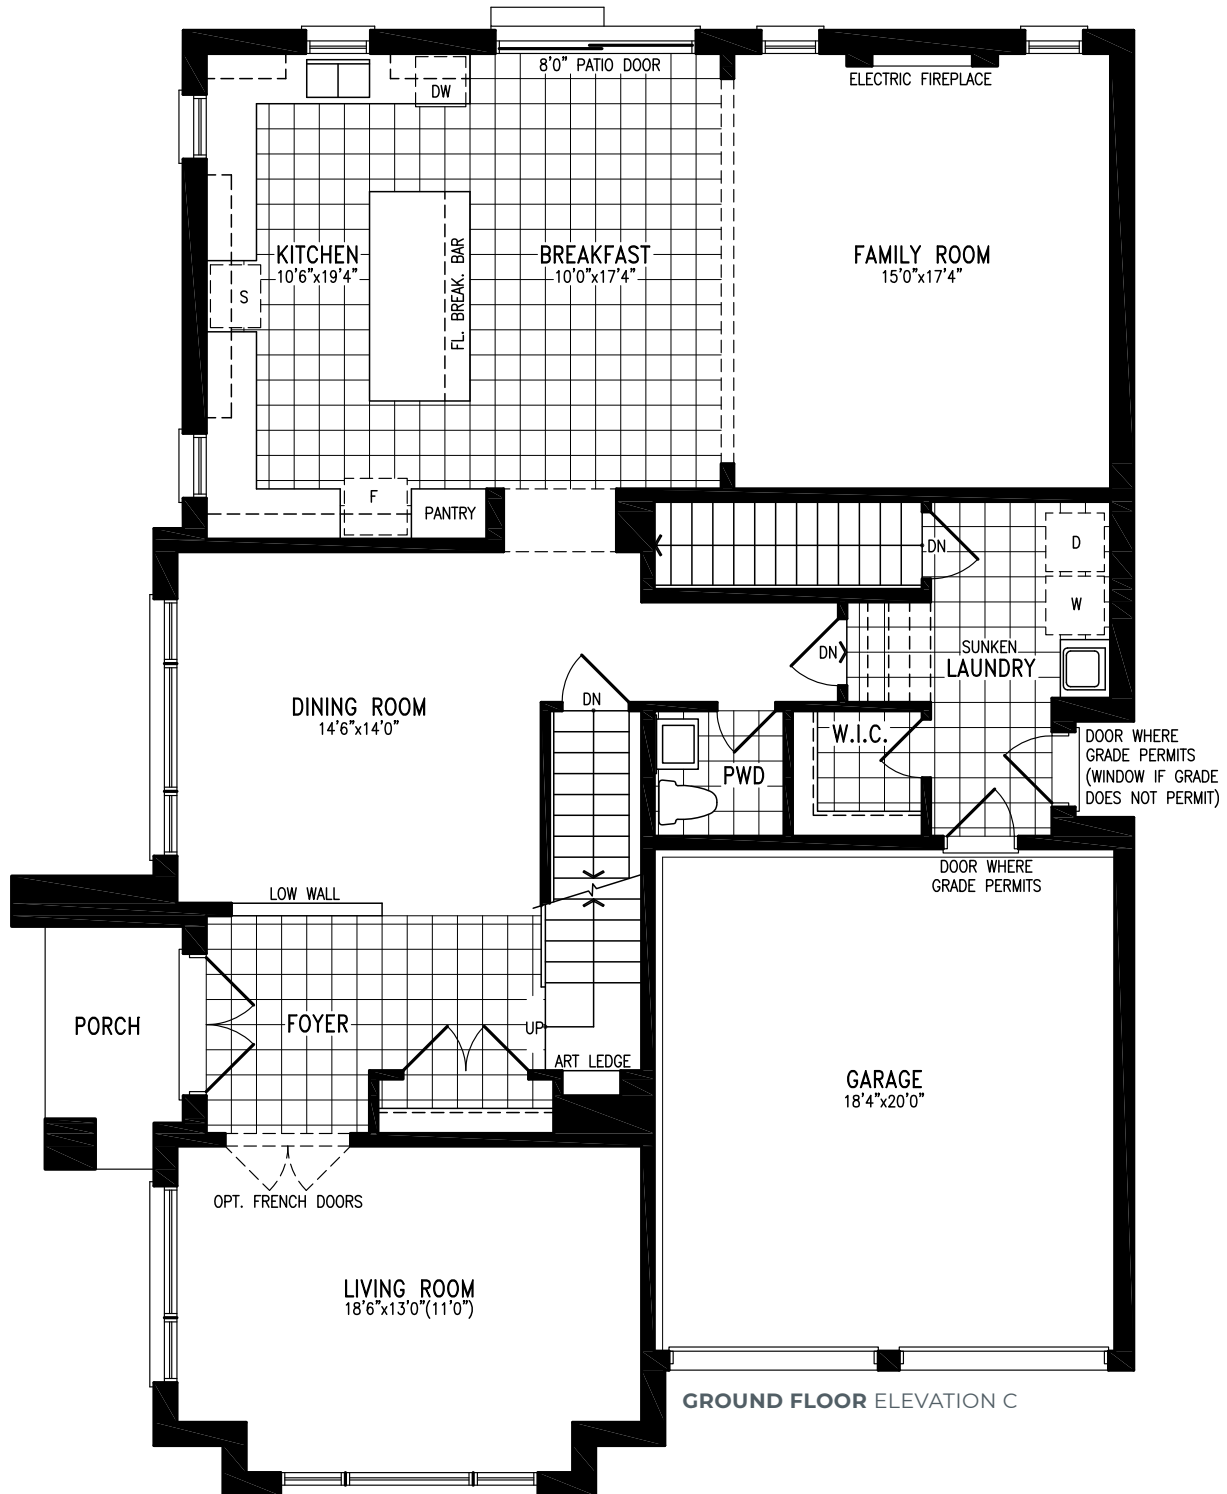 8'0" PATIO DOOR
ELECTRIC FIREPLACE
DW
KITCHEN
10'6"x19'4"
BREAKFAST
10'0"x17'4"
FAMILY ROOM
15'0"x17'4"
FL. BREAK. BAR
S
F
PANTRY
DN
D
W
SUNKEN
LAUNDRY
DN
DN
DINING ROOM
14'6"x14'0"
W.I.C.
PWD
DOOR WHERE
GRADE PERMITS
(WINDOW IF GRADE
DOES NOT PERMIT)
DOOR WHERE
GRADE PERMITS
LOW WALL
PORCH
FOYER
UP
ART LEDGE
GARAGE
18'4"x20'0"
OPT. FRENCH DOORS
LIVING ROOM
18'6"x13'0"(11'0")
GROUND FLOOR ELEVATION C